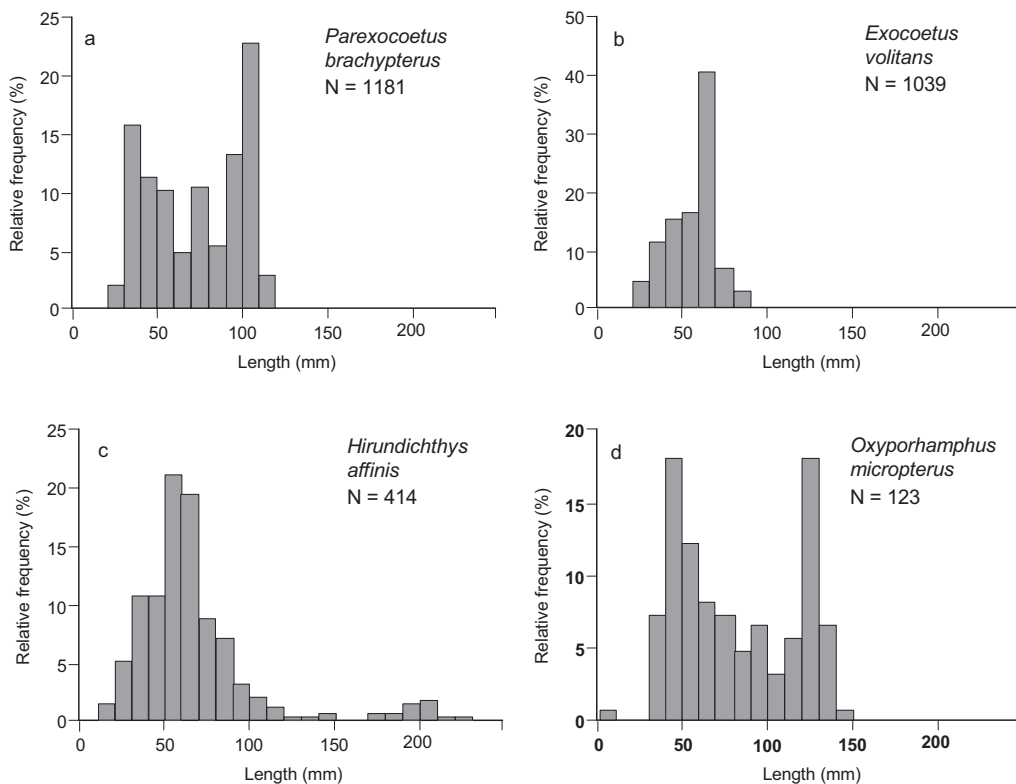 a
Parexocoetus
brachypterus
N = 1181
Relative frequency (%)
25
20
15
10
5
0
0 50 100 150 200
Length (mm)
b
Exocoetus
volitans
N = 1039
Relative frequency (%)
50
40
30
20
10
0
0 50 100 150 200
Length (mm)
c
Hirundichthys
affinis
N = 414
Relative frequency (%)
25
20
15
10
5
0
0 50 100 150 200
Length (mm)
d
Oxyporhamphus
micropterus
N = 123
Relative frequency (%)
20
15
10
5
0
0 50 100 150 200
Length (mm)